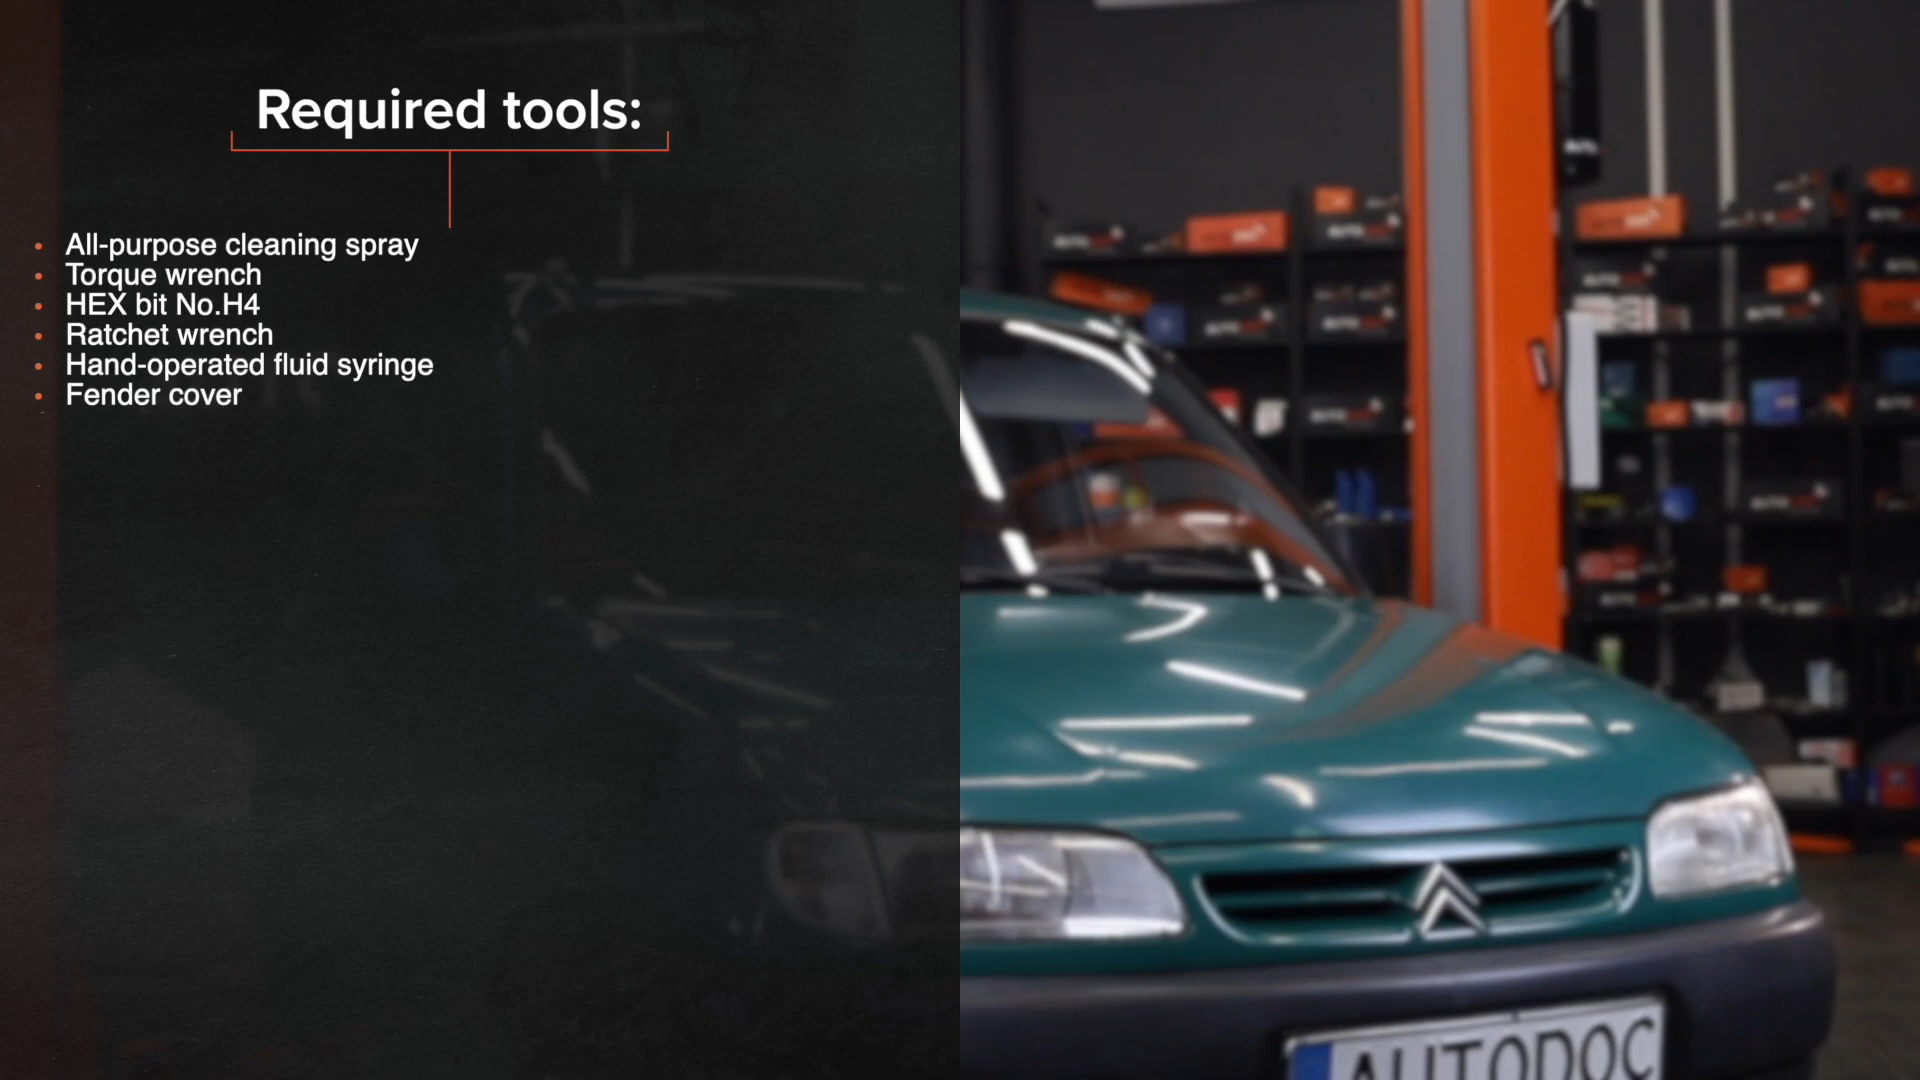 Required tools:
All-purpose cleaning spray
Torque wrench
HEX bit No.H4
Ratchet wrench
Hand-operated fluid syringe
Fender cover
AUTODOC